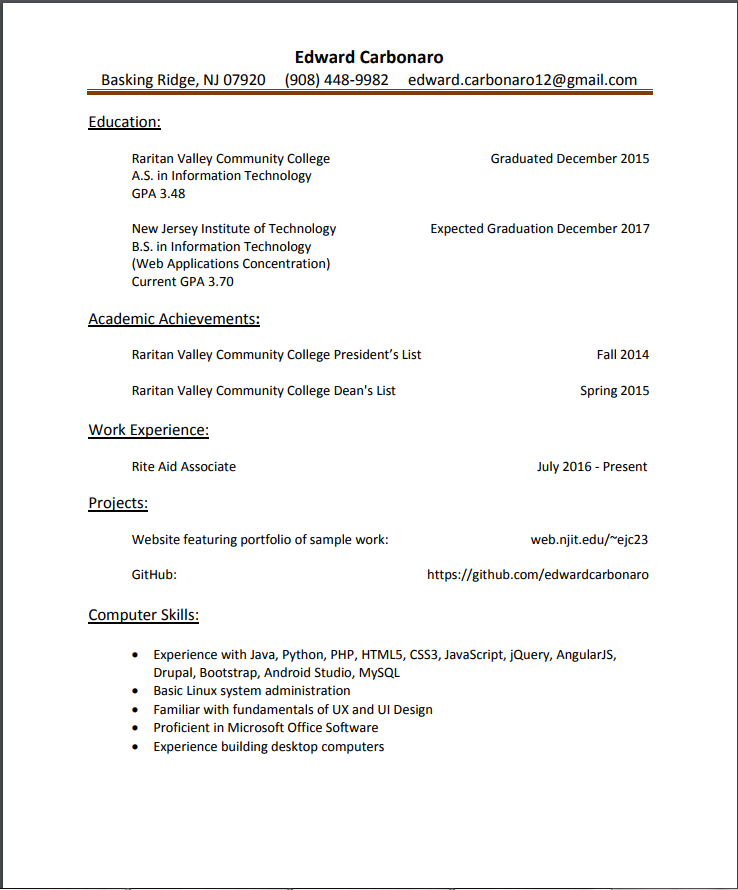 Edward Carbonaro
Basking Ridge, NJ 07920 (908) 448-9982 edward.carbonaro12@gmail.com
Education:
Raritan Valley Community College Graduated December 2015
A.S. in Information Technology
GPA 3.48
New Jersey Institute of Technology Expected Graduation December 2017
B.S. in Information Technology
(Web Applications Concentration)
Current GPA 3.70
Academic Achievements:
Raritan Valley Community College President’s List Fall 2014
Raritan Valley Community College Dean's List Spring 2015
Work Experience:
Rite Aid Associate July 2016 - Present
Projects:
Website featuring portfolio of sample work: web.njit.edu/~ejc23
GitHub: https://github.com/edwardcarbonaro
Computer Skills:
• Experience with Java, Python, PHP, HTML5, CSS3, JavaScript, jQuery, AngularJS,
Drupal, Bootstrap, Android Studio, MySQL
• Basic Linux system administration
• Familiar with fundamentals of UX and UI Design
• Proficient in Microsoft Office Software
• Experience building desktop computers